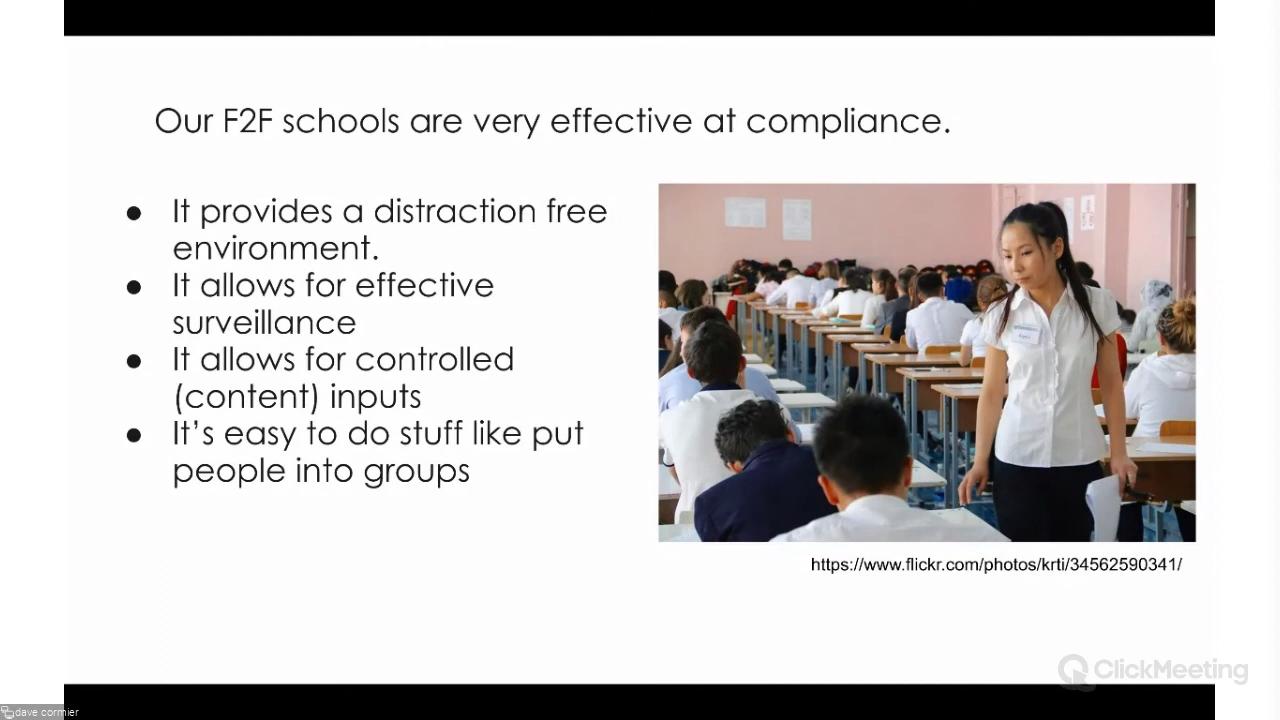 Our F2F schools are very effective at compliance.
● It provides a distraction free
environment.
● It allows for effective
surveillance
● It allows for controlled
(content) inputs
● It’s easy to do stuff like put
people into groups
https://www.flickr.com/photos/krti/34562590341/
ClickMeeting
dave cormier